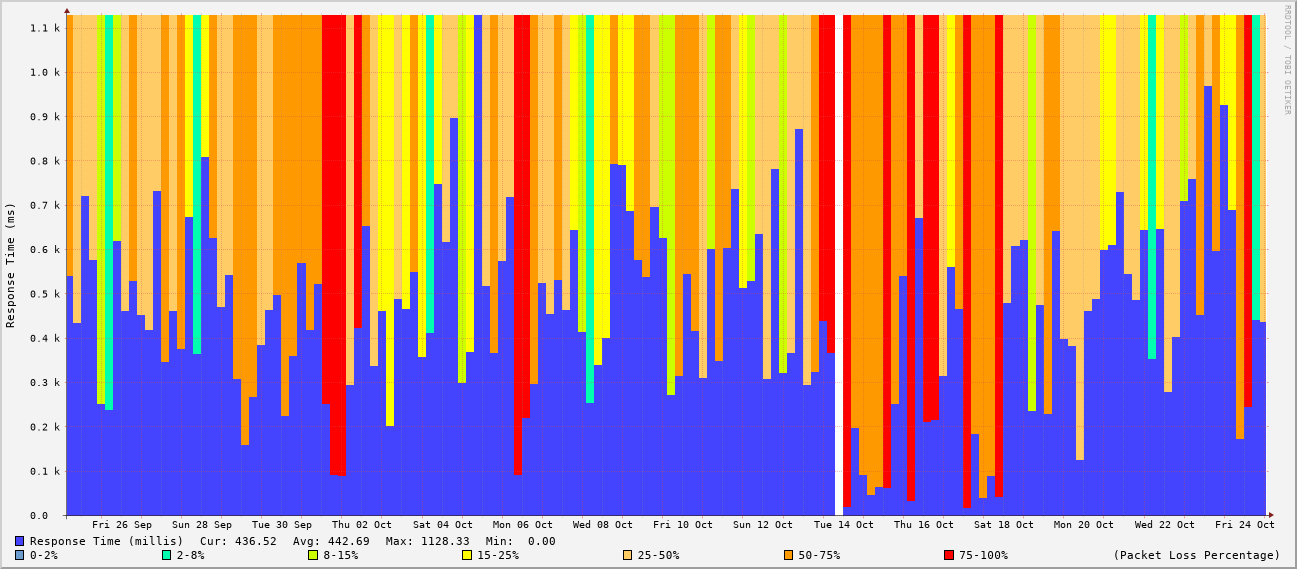 RRDTOOL / TOBI OETIKER
Response Time (ms)
1.1 k
1.0 k
0.9 k
0.8 k
0.7 k
0.6 k
0.5 k
0.4 k
0.3 k
0.2 k
0.1 k
0.0
Fri 26 Sep Sun 28 Sep Tue 30 Sep Thu 02 Oct Sat 04 Oct Mon 06 Oct Wed 08 Oct Fri 10 Oct Sun 12 Oct Tue 14 Oct Thu 16 Oct Sat 18 Oct Mon 20 Oct Wed 22 Oct Fri 24 Oct
Response Time (millis) Cur: 436.52 Avg: 442.69 Max: 1128.33 Min: 0.00
0-2% 2-8% 8-15% 15-25% 25-50% 50-75% 75-100% (Packet Loss Percentage)